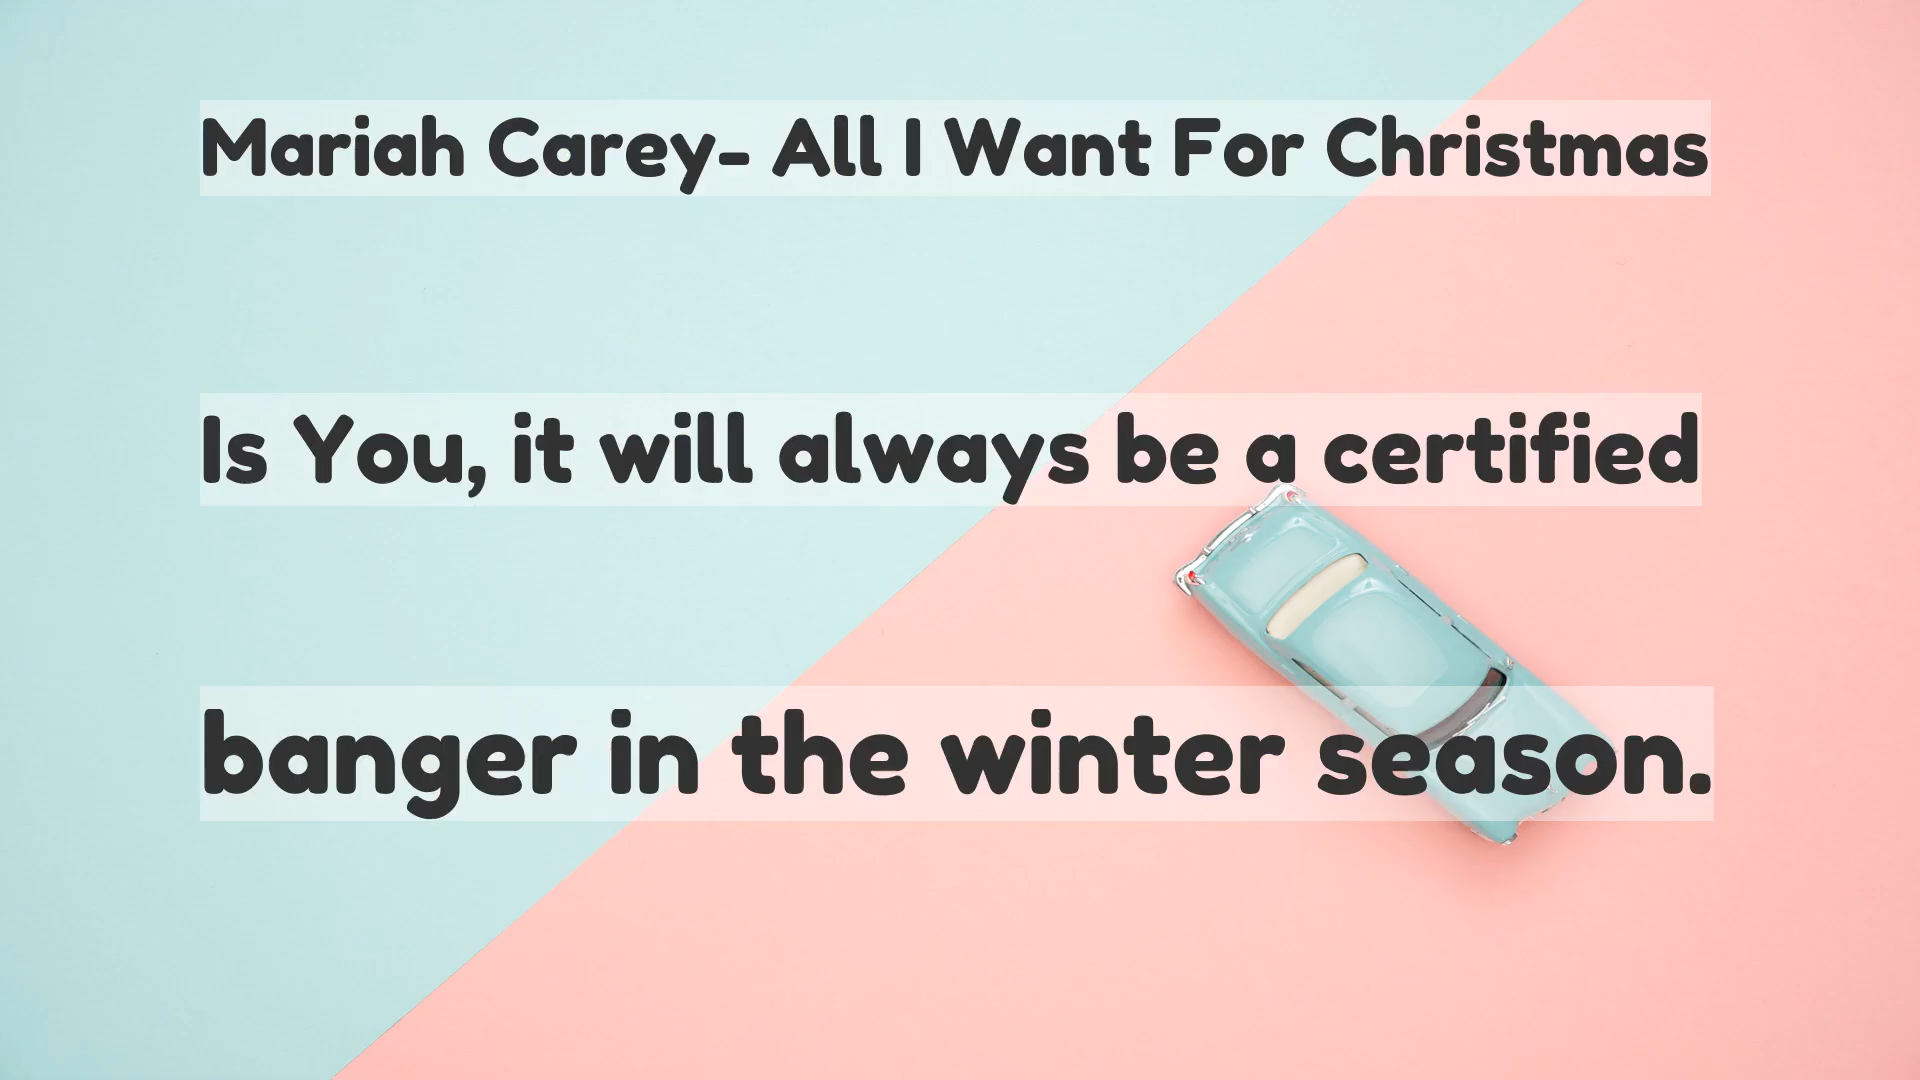 Mariah Carey- All I Want For Christmas
Is You, it will always be a certified
banger in the winter season.